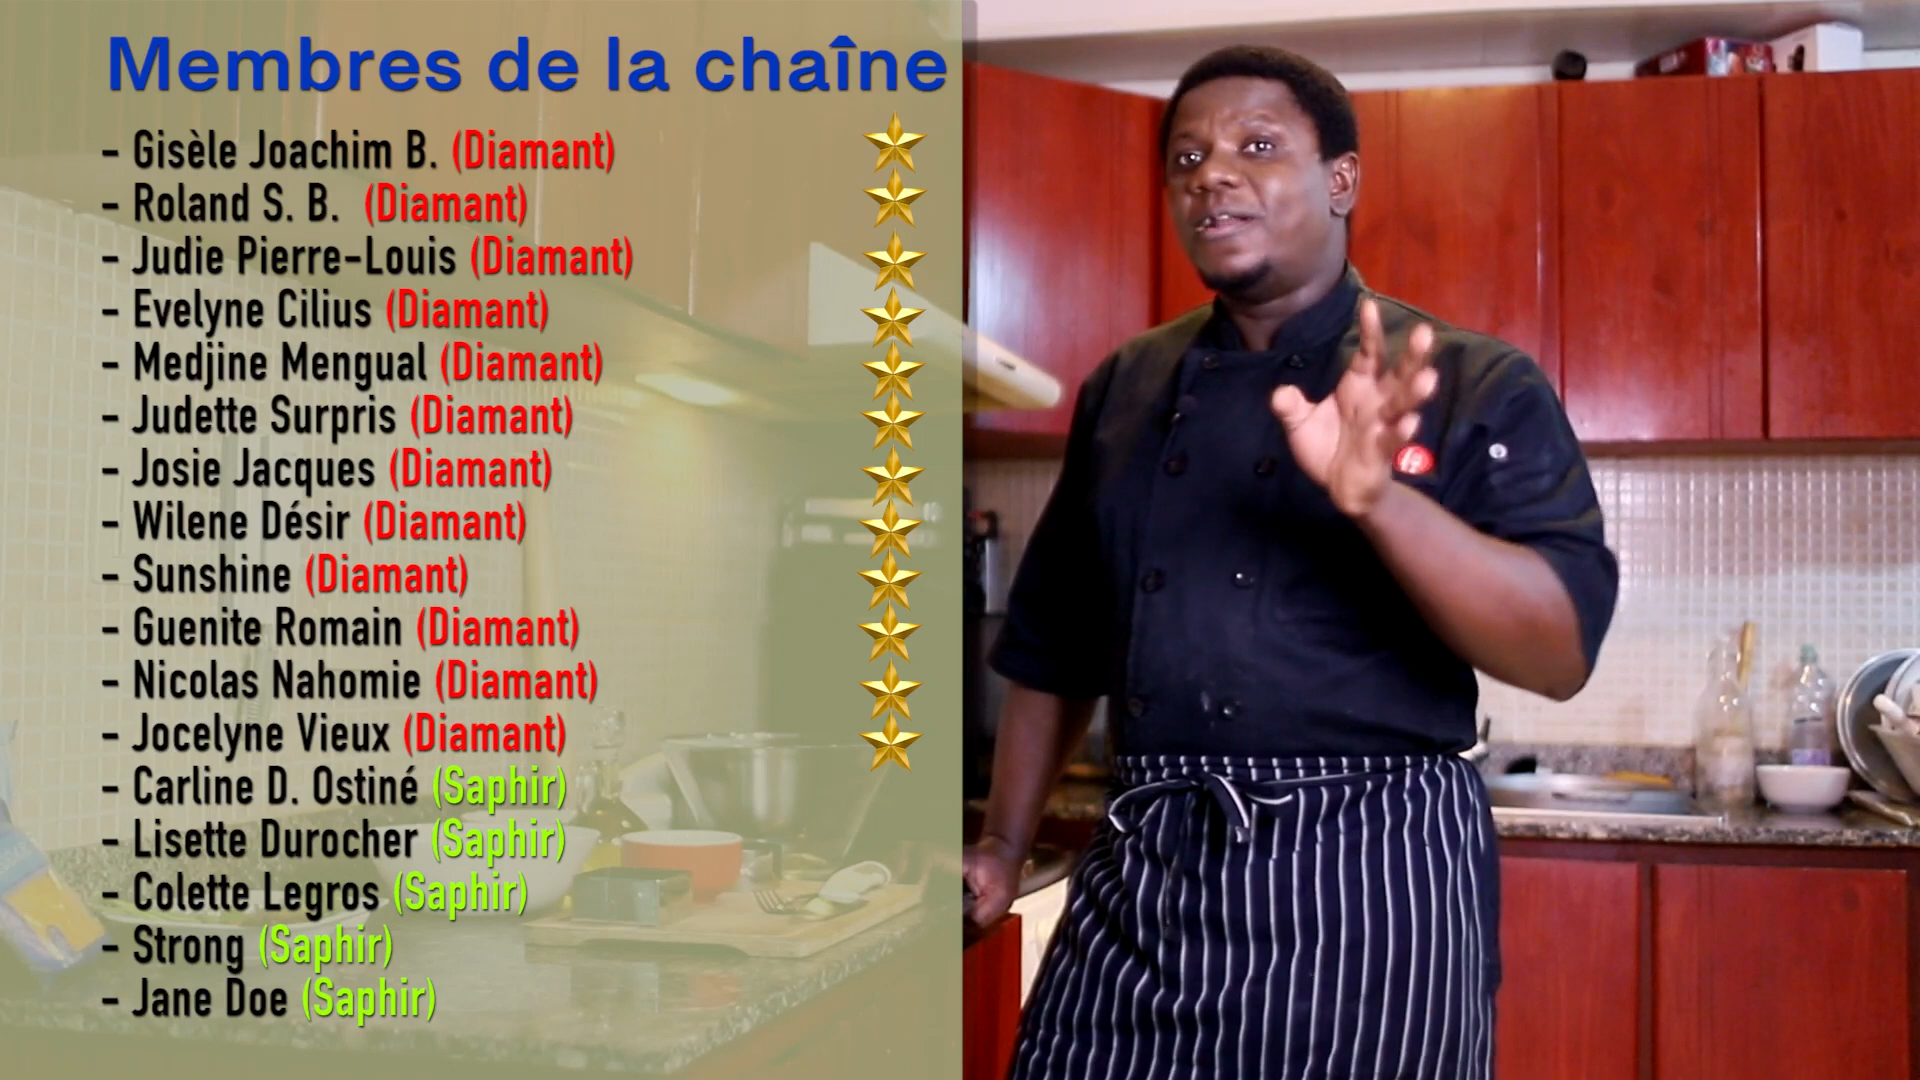 Membres de la chaîne
- Gisèle Joachim B. (Diamant)
- Roland S. B. (Diamant)
- Judie Pierre-Louis (Diamant)
- Evelyne Cilius (Diamant)
- Medjine Mengual (Diamant)
- Judette Surpris (Diamant)
- Josie Jacques (Diamant)
- Wilene Désir (Diamant)
- Sunshine (Diamant)
- Guenite Romain (Diamant)
- Nicolas Nahomie (Diamant)
- Jocelyne Vieux (Diamant)
- Carline D. Ostiné (Saphir)
- Lisette Durocher (Saphir)
- Colette Legros (Saphir)
- Strong (Saphir)
- Jane Doe (Saphir)